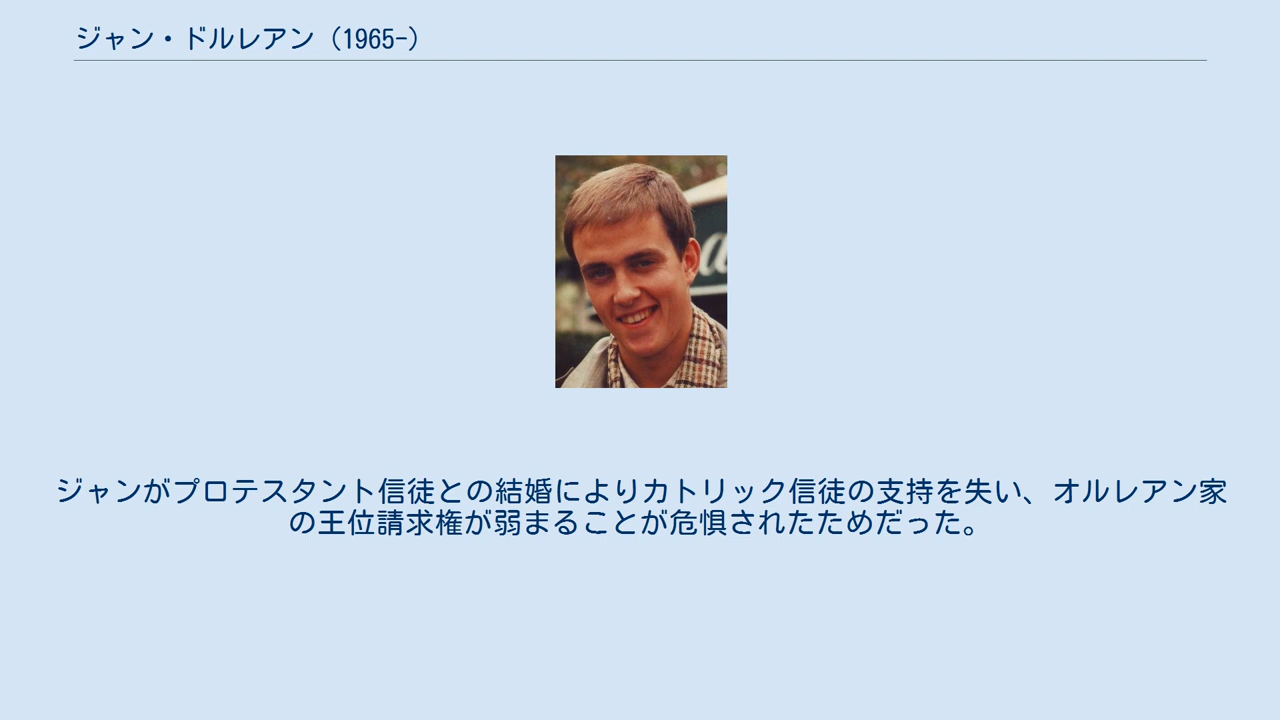 ジャン・ドルレアン（1965−）
ジャンがプロテスタント信徒との結婚によりカトリック信徒の支持を失い、オルレアン家
の王位請求権が弱まることが危惧されたためだった。